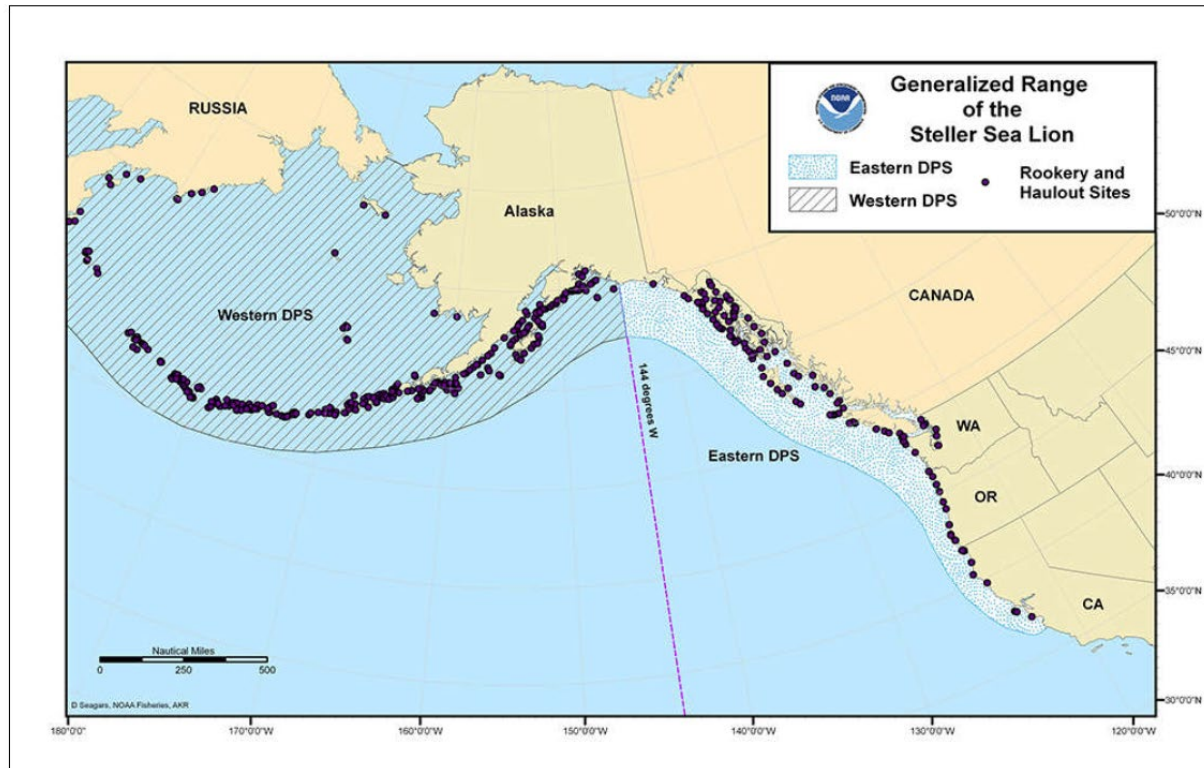 Generalized Range
of the
Steller Sea Lion
NOAA
Eastern DPS
Western DPS
Rookery and
Haulout Sites
RUSSIA
Alaska
CANADA
Western DPS
144 degrees W
Eastern DPS
WA
OR
CA
50°0'0"N
45°0'0"N
40°0'0"N
35°0'0"N
30°0'0"N
Nautical Miles
0 250 500
D Seagars, NOAA Fisheries, AKR
180°0'0" 170°0'0"W 160°0'0"W 150°0'0"W 140°0'0"W 130°0'0"W 120°0'0"W